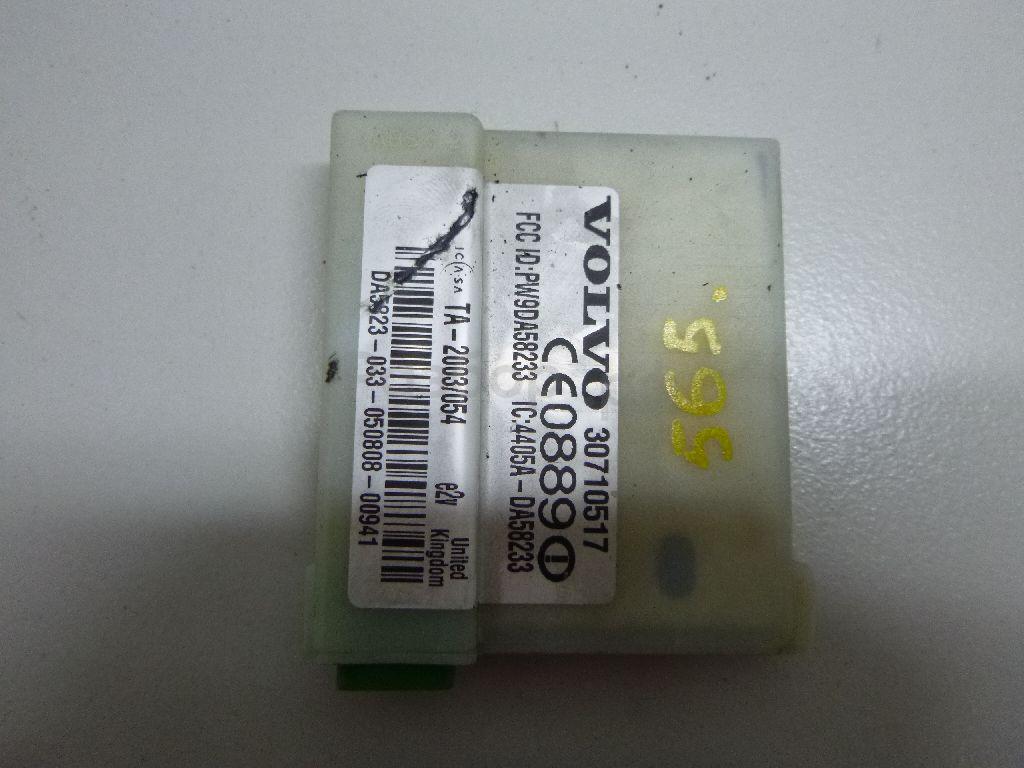 VOLVO 30710517
CE0889
FCC ID:PW9DA58233 IC:4405A-DA58233
ICASA TA-2003/054 e2v United Kingdom
DA5823-033-050808-00941
565.